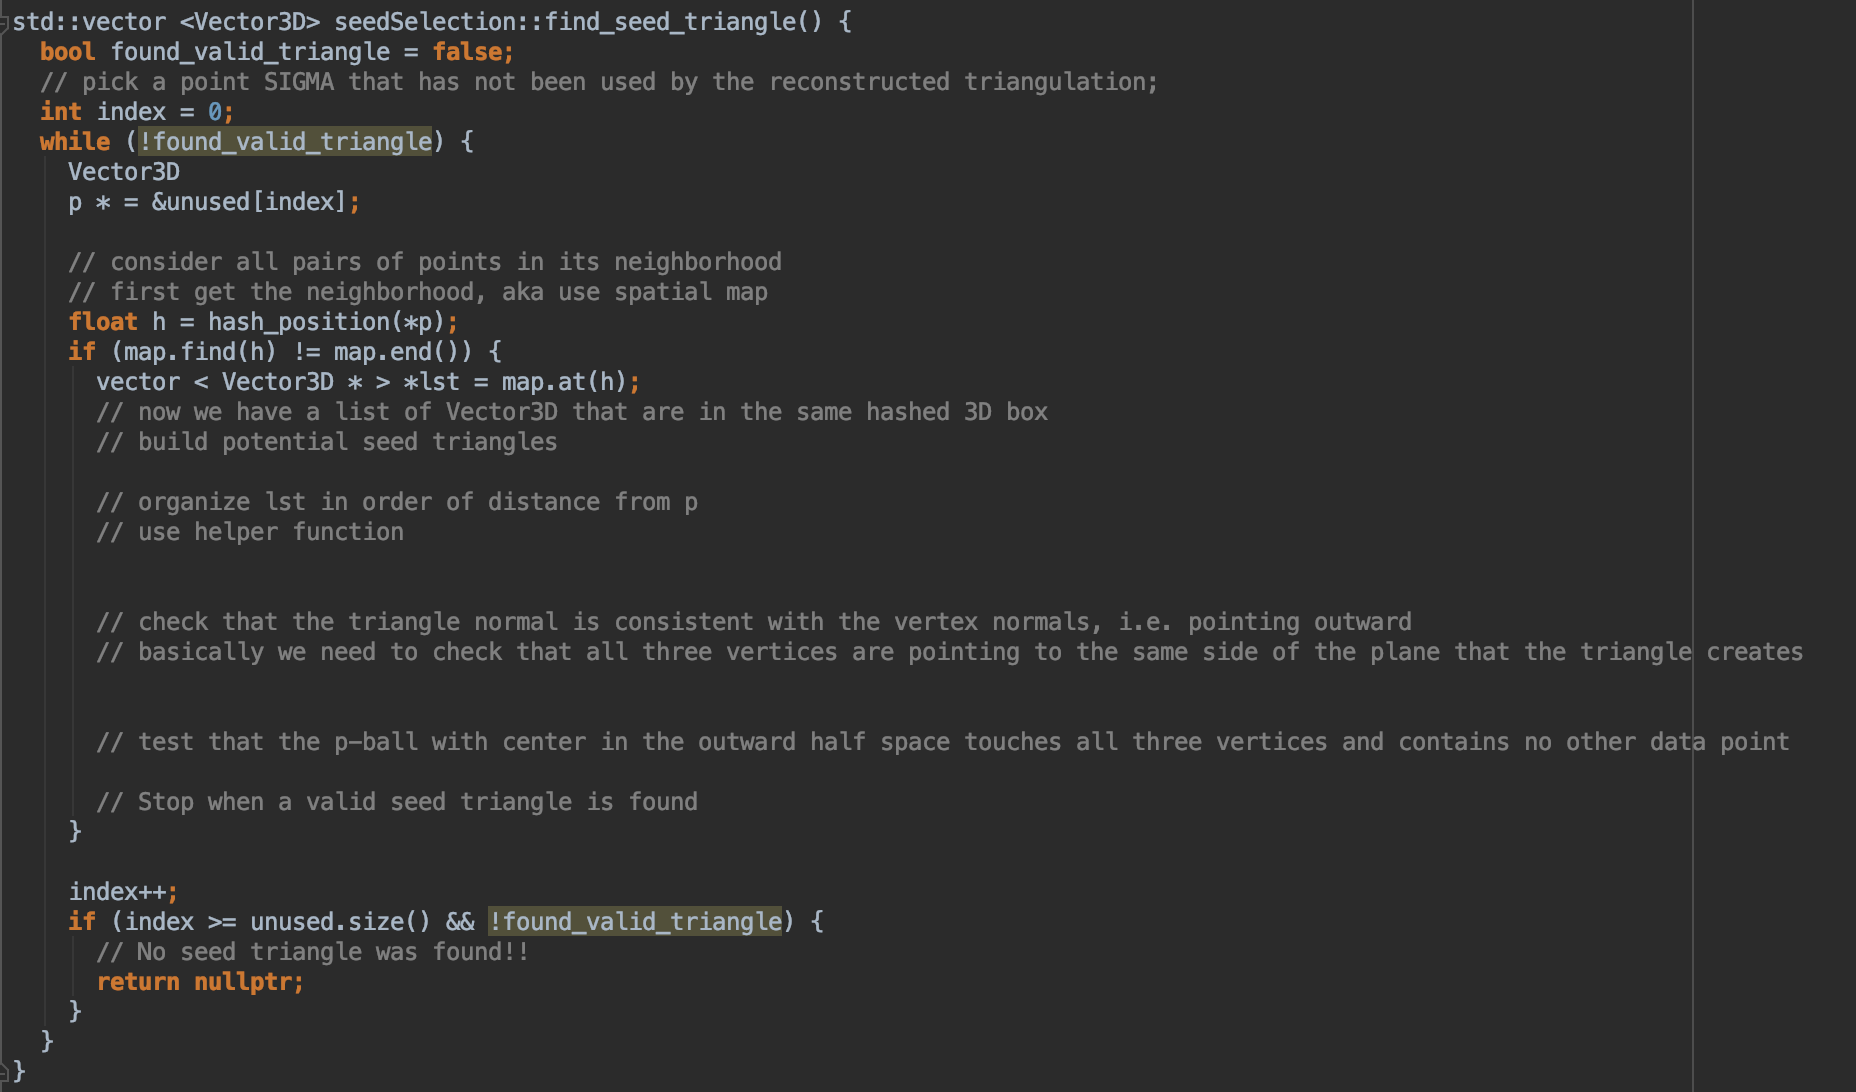 std::vector <Vector3D> seedSelection::find_seed_triangle() {
bool found_valid_triangle = false;
// pick a point SIGMA that has not been used by the reconstructed triangulation;
int index = 0;
while (!found_valid_triangle) {
Vector3D
p * = &unused[index];
// consider all pairs of points in its neighborhood
// first get the neighborhood, aka use spatial map
float h = hash_position(*p);
if (map.find(h) != map.end()) {
vector < Vector3D * > *lst = map.at(h);
// now we have a list of Vector3D that are in the same hashed 3D box
// build potential seed triangles
// organize lst in order of distance from p
// use helper function
// check that the triangle normal is consistent with the vertex normals, i.e. pointing outward
// basically we need to check that all three vertices are pointing to the same side of the plane that the triangle creates
// test that the p-ball with center in the outward half space touches all three vertices and contains no other data point
// Stop when a valid seed triangle is found
}
index++;
if (index >= unused.size() && !found_valid_triangle) {
// No seed triangle was found!!
return nullptr;
}
}
}